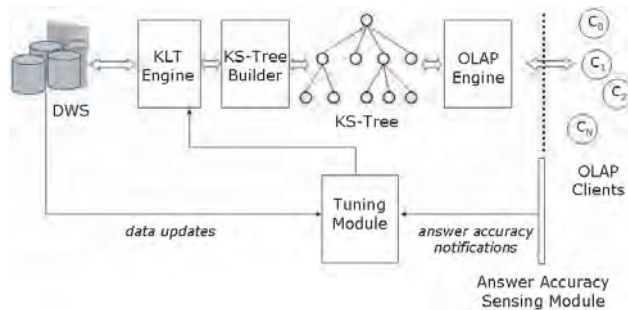 DWS
KLT
Engine
KS-Tree
Builder
KS-Tree
OLAP
Engine
C0
C1
C2
CN
OLAP
Clients
Tuning
Module
data updates
answer accuracy
notifications
Answer Accuracy
Sensing Module